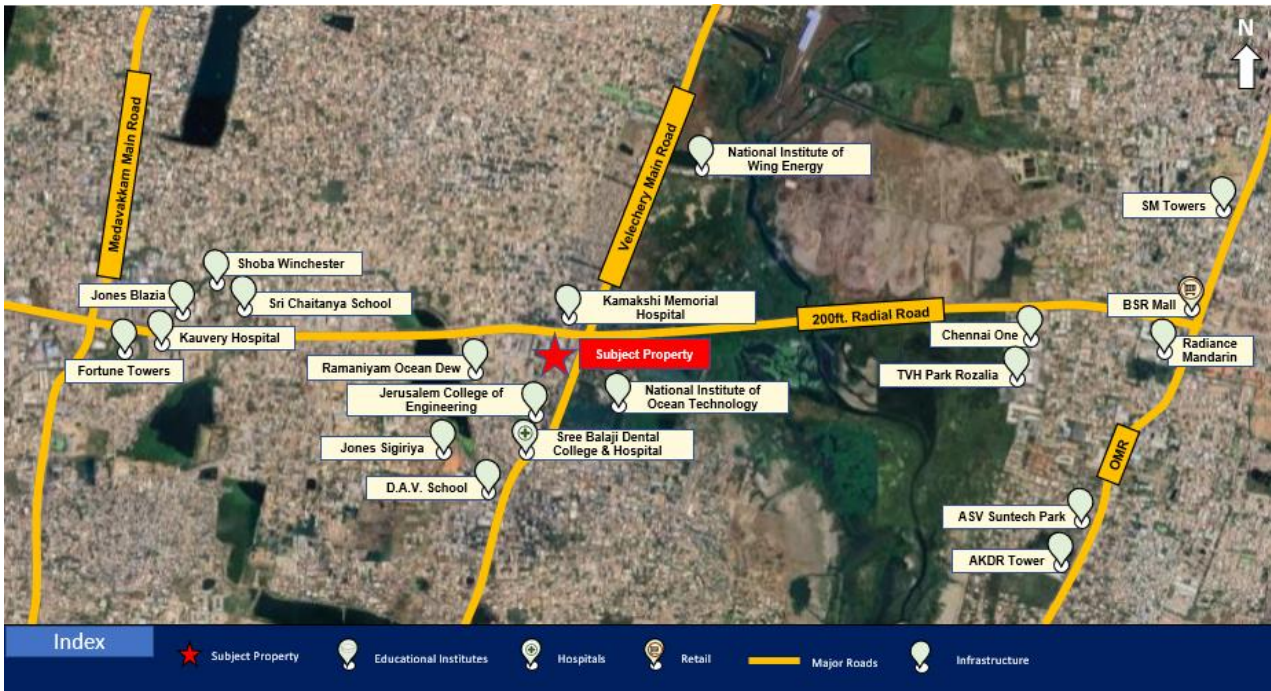 N
Medavakkam Main Road
Velechery Main Road
National Institute of
Wing Energy
SM Towers
Shoba Winchester
Jones Blazia
Sri Chaitanya School
Kamakshi Memorial
Hospital
200ft. Radial Road
BSR Mall
Kauvery Hospital
Chennai One
Fortune Towers
Ramaniyam Ocean Dew
Subject Property
Radiance
Mandarin
TVH Park Rozalia
Jerusalem College of
Engineering
National Institute of
Ocean Technology
Jones Sigiriya
Sree Balaji Dental
College & Hospital
OMR
D.A.V. School
ASV Suntech Park
AKDR Tower
Index
Subject Property
Educational Institutes
Hospitals
Retail
Major Roads
Infrastructure